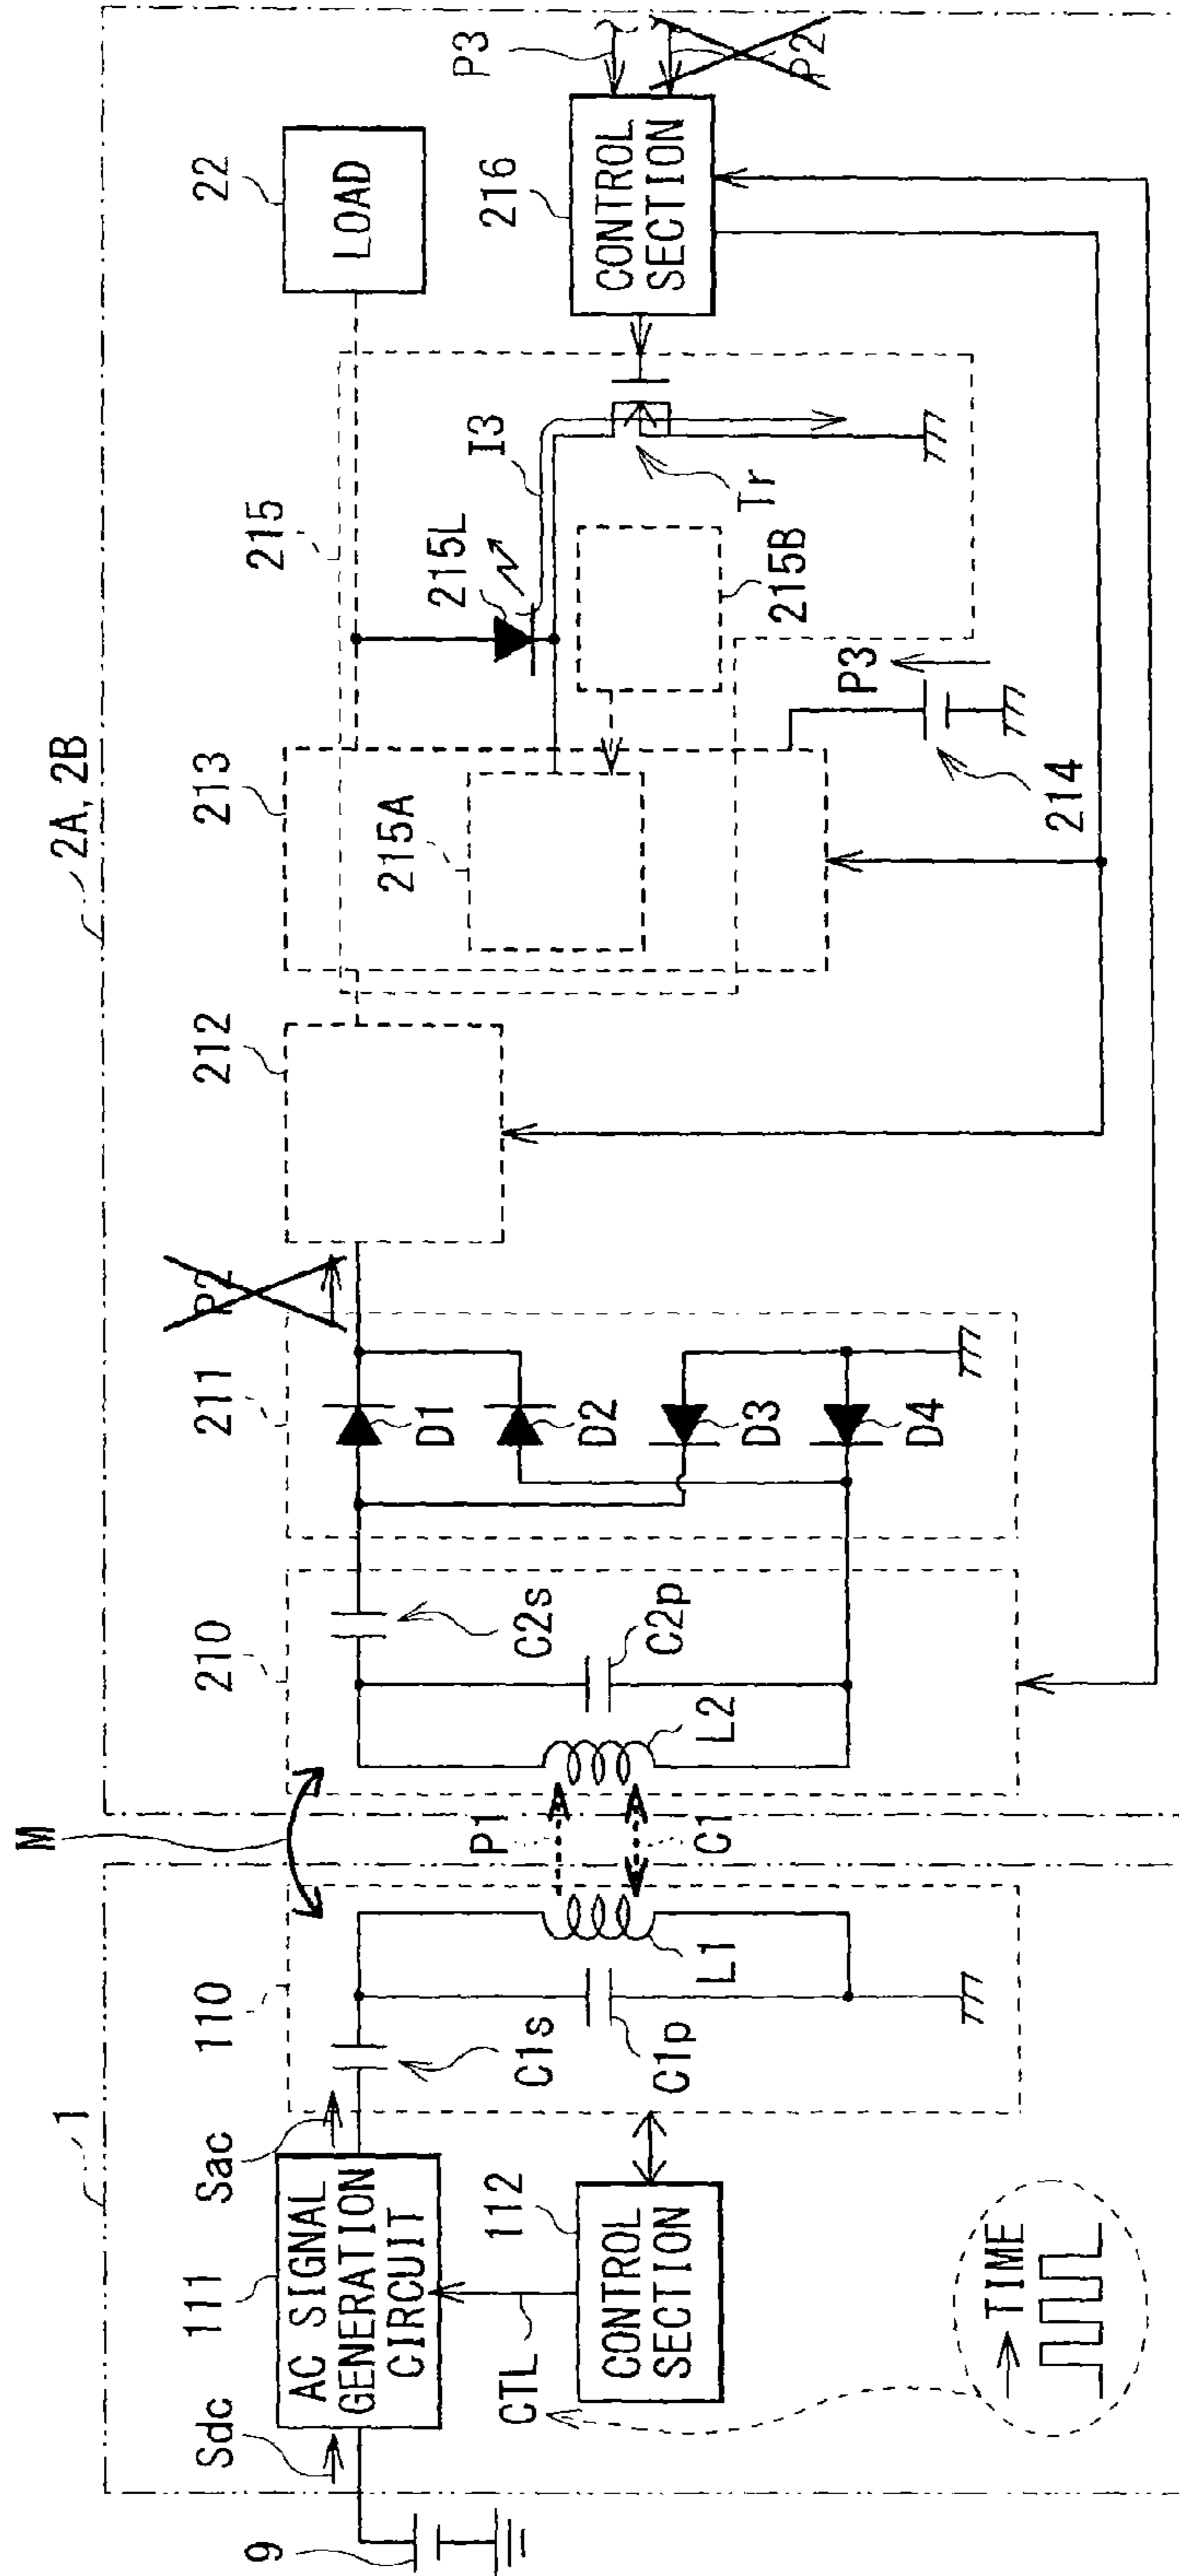 1
2A, 2B
M
9
Sdc
111
AC SIGNAL
GENERATION
CIRCUIT
Sac
CTL
112
CONTROL
SECTION
TIME
110
C1s
C1p
L1
P1
C1
210
L2
C2s
C2p
211
D1
D2
D3
D4
P2
212
213
215A
215
215L
I3
215B
Tr
P3
214
22
LOAD
216
CONTROL
SECTION
P3
P2